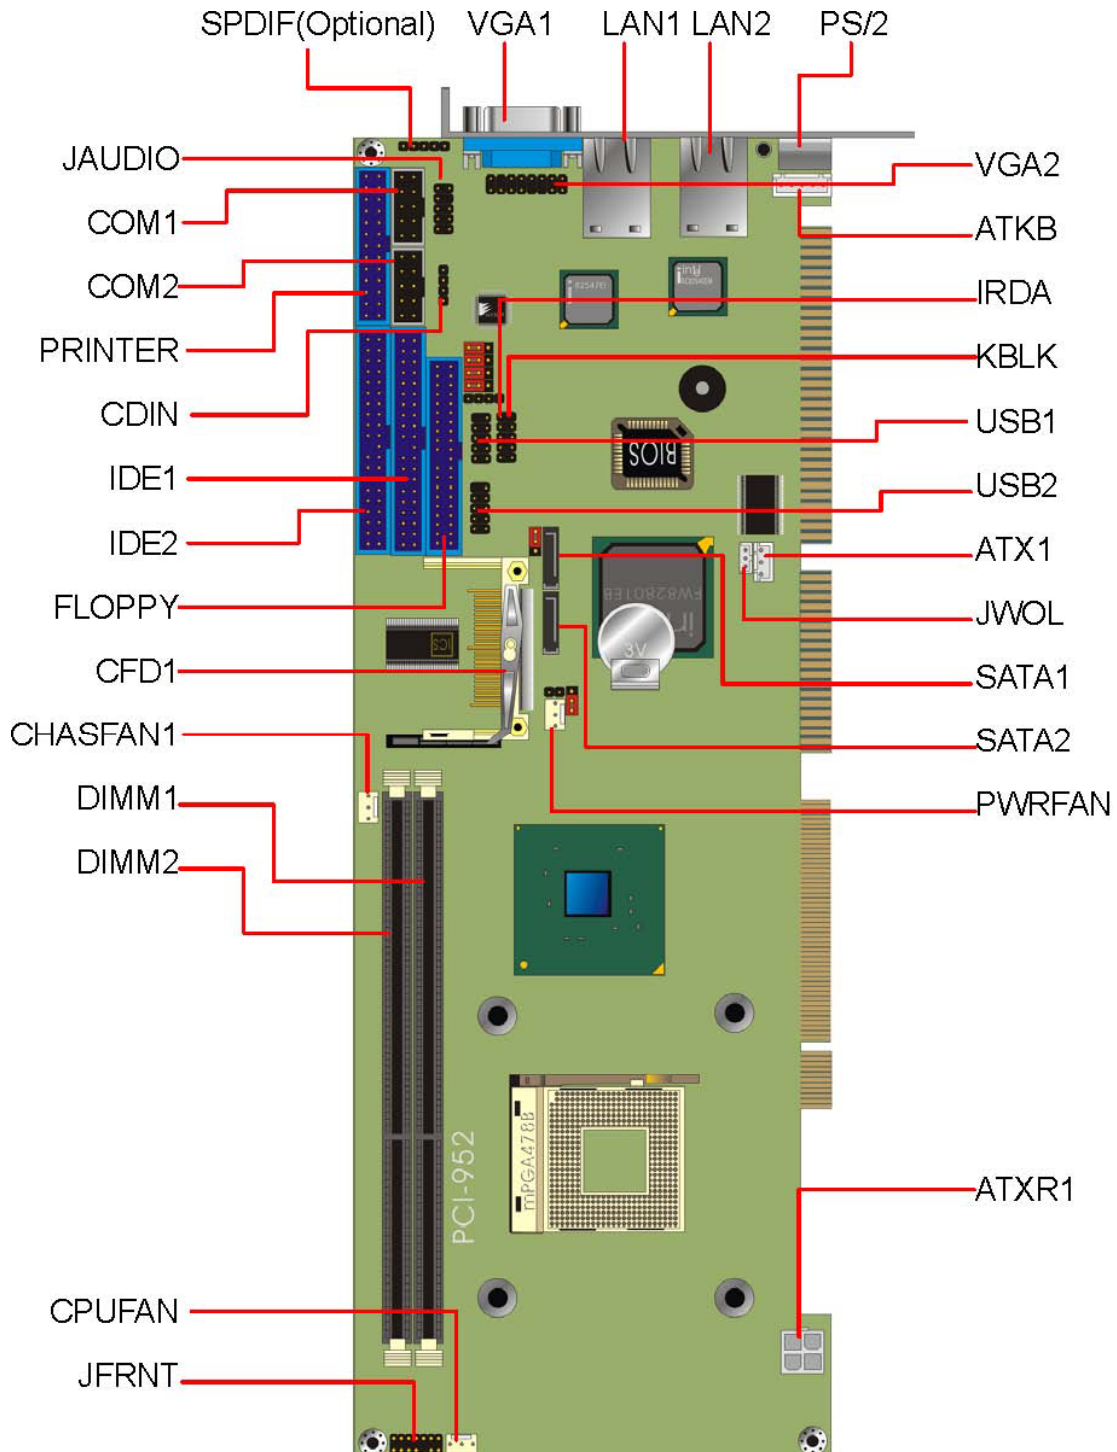 SPDIF(Optional) VGA1 LAN1 LAN2 PS/2
JAUDIO
COM1
COM2
PRINTER
CDIN
IDE1
IDE2
FLOPPY
CFD1
CHASFAN1
DIMM1
DIMM2
CPUFAN
JFRNT
VGA2
ATKB
IRDA
KBLK
USB1
USB2
ATX1
JWOL
SATA1
SATA2
PWRFAN
ATXR1
BIOS
FW82801EB
3V
ICS
mPGA478B
PCI-952